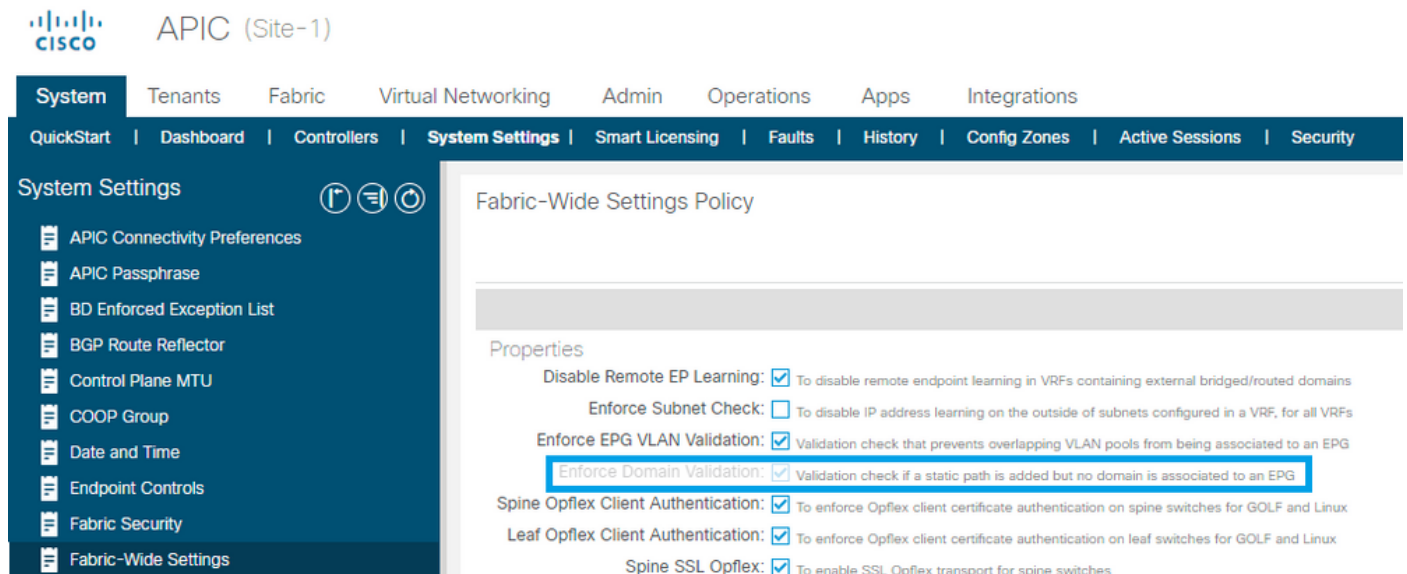 CISCO
APIC (Site-1)
System Tenants Fabric Virtual Networking Admin Operations Apps Integrations
QuickStart | Dashboard | Controllers | System Settings | Smart Licensing | Faults | History | Config Zones | Active Sessions | Security
System Settings
APIC Connectivity Preferences
APIC Passphrase
BD Enforced Exception List
BGP Route Reflector
Control Plane MTU
COOP Group
Date and Time
Endpoint Controls
Fabric Security
Fabric-Wide Settings
Fabric-Wide Settings Policy
Properties
Disable Remote EP Learning: To disable remote endpoint learning in VRFs containing external bridged/routed domains
Enforce Subnet Check: To disable IP address learning on the outside of subnets configured in a VRF, for all VRFs
Enforce EPG VLAN Validation: Validation check that prevents overlapping VLAN pools from being associated to an EPG
Enforce Domain Validation: Validation check if a static path is added but no domain is associated to an EPG
Spine Opflex Client Authentication: To enforce Opflex client certificate authentication on spine switches for GOLF and Linux
Leaf Opflex Client Authentication: To enforce Opflex client certificate authentication on leaf switches for GOLF and Linux
Spine SSL Opflex: To enable SSL Opflex transport for spine switches